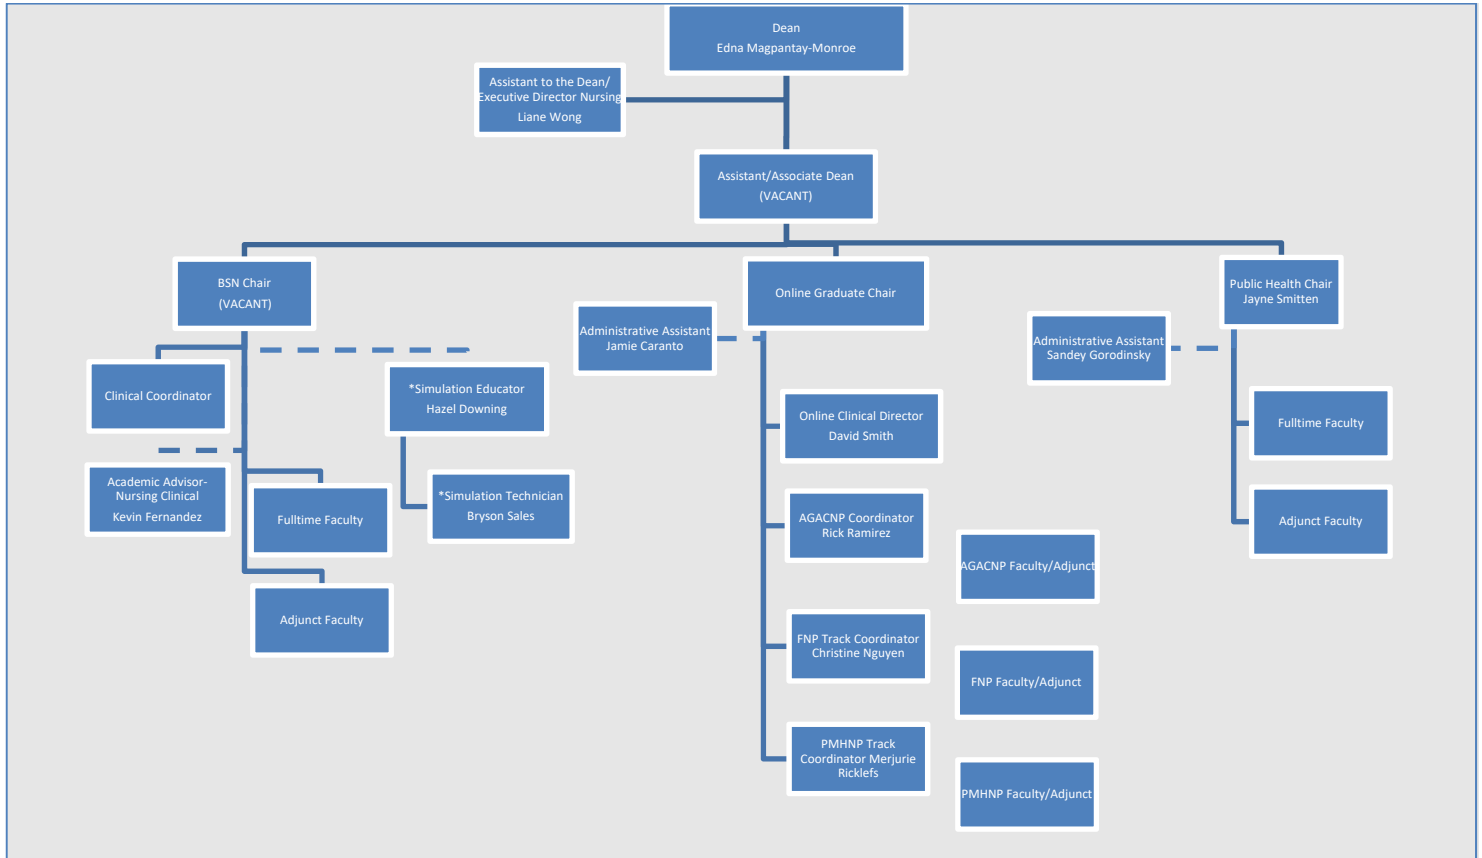 Dean
Edna Magpantay-Monroe
Assistant to the Dean/
Executive Director Nursing
Liane Wong
Assistant/Associate Dean
(VACANT)
BSN Chair
(VACANT)
Online Graduate Chair
Public Health Chair
Jayne Smitten
Administrative Assistant
Jamie Caranto
Administrative Assistant
Sandey Gorodinsky
Clinical Coordinator
*Simulation Educator
Hazel Downing
Online Clinical Director
David Smith
Fulltime Faculty
Academic Advisor-
Nursing Clinical
Kevin Fernandez
Fulltime Faculty
*Simulation Technician
Bryson Sales
AGACNP Coordinator
Rick Ramirez
Adjunct Faculty
AGACNP Faculty/Adjunct
Adjunct Faculty
FNP Track Coordinator
Christine Nguyen
FNP Faculty/Adjunct
PMHNP Track
Coordinator Merjurie
Ricklefs
PMHNP Faculty/Adjunct